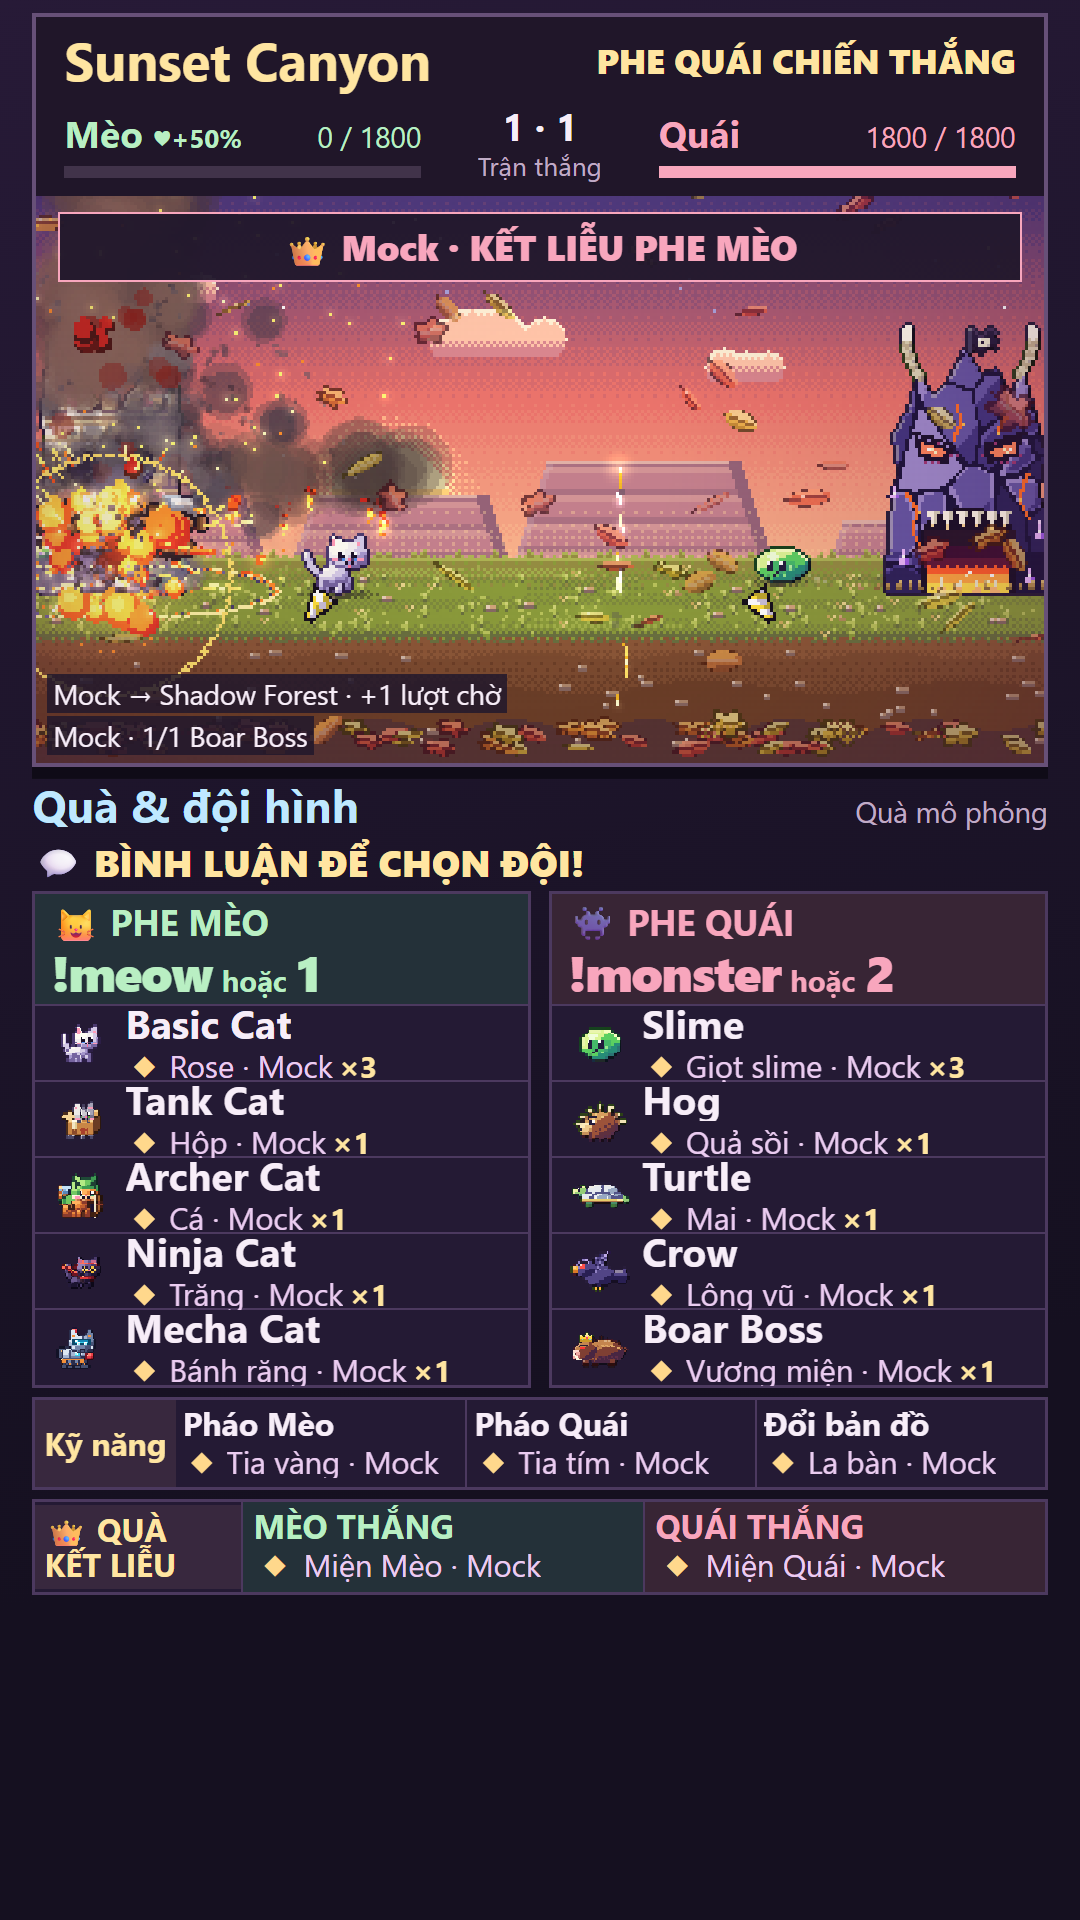 Sunset Canyon
PHE QUÁI CHIẾN THẮNG
Mèo ♥+50% 0 / 1800
1 · 1
Trận thắng
Quái 1800 / 1800
Mock · KẾT LIỄU PHE MÈO
Mock → Shadow Forest · +1 lượt chờ
Mock · 1/1 Boar Boss
Quà & đội hình
Quà mô phỏng
BÌNH LUẬN ĐỂ CHỌN ĐỘI!
PHE MÈO
!meow hoặc 1
Basic Cat
Rose · Mock ×3
Tank Cat
Hộp · Mock ×1
Archer Cat
Cá · Mock ×1
Ninja Cat
Trăng · Mock ×1
Mecha Cat
Bánh răng · Mock ×1
PHE QUÁI
!monster hoặc 2
Slime
Giọt slime · Mock ×3
Hog
Quả sồi · Mock ×1
Turtle
Mai · Mock ×1
Crow
Lông vũ · Mock ×1
Boar Boss
Vương miện · Mock ×1
Kỹ năng
Pháo Mèo
Tia vàng · Mock
Pháo Quái
Tia tím · Mock
Đổi bản đồ
La bàn · Mock
QUÀ
KẾT LIỄU
MÈO THẮNG
Miện Mèo · Mock
QUÁI THẮNG
Miện Quái · Mock